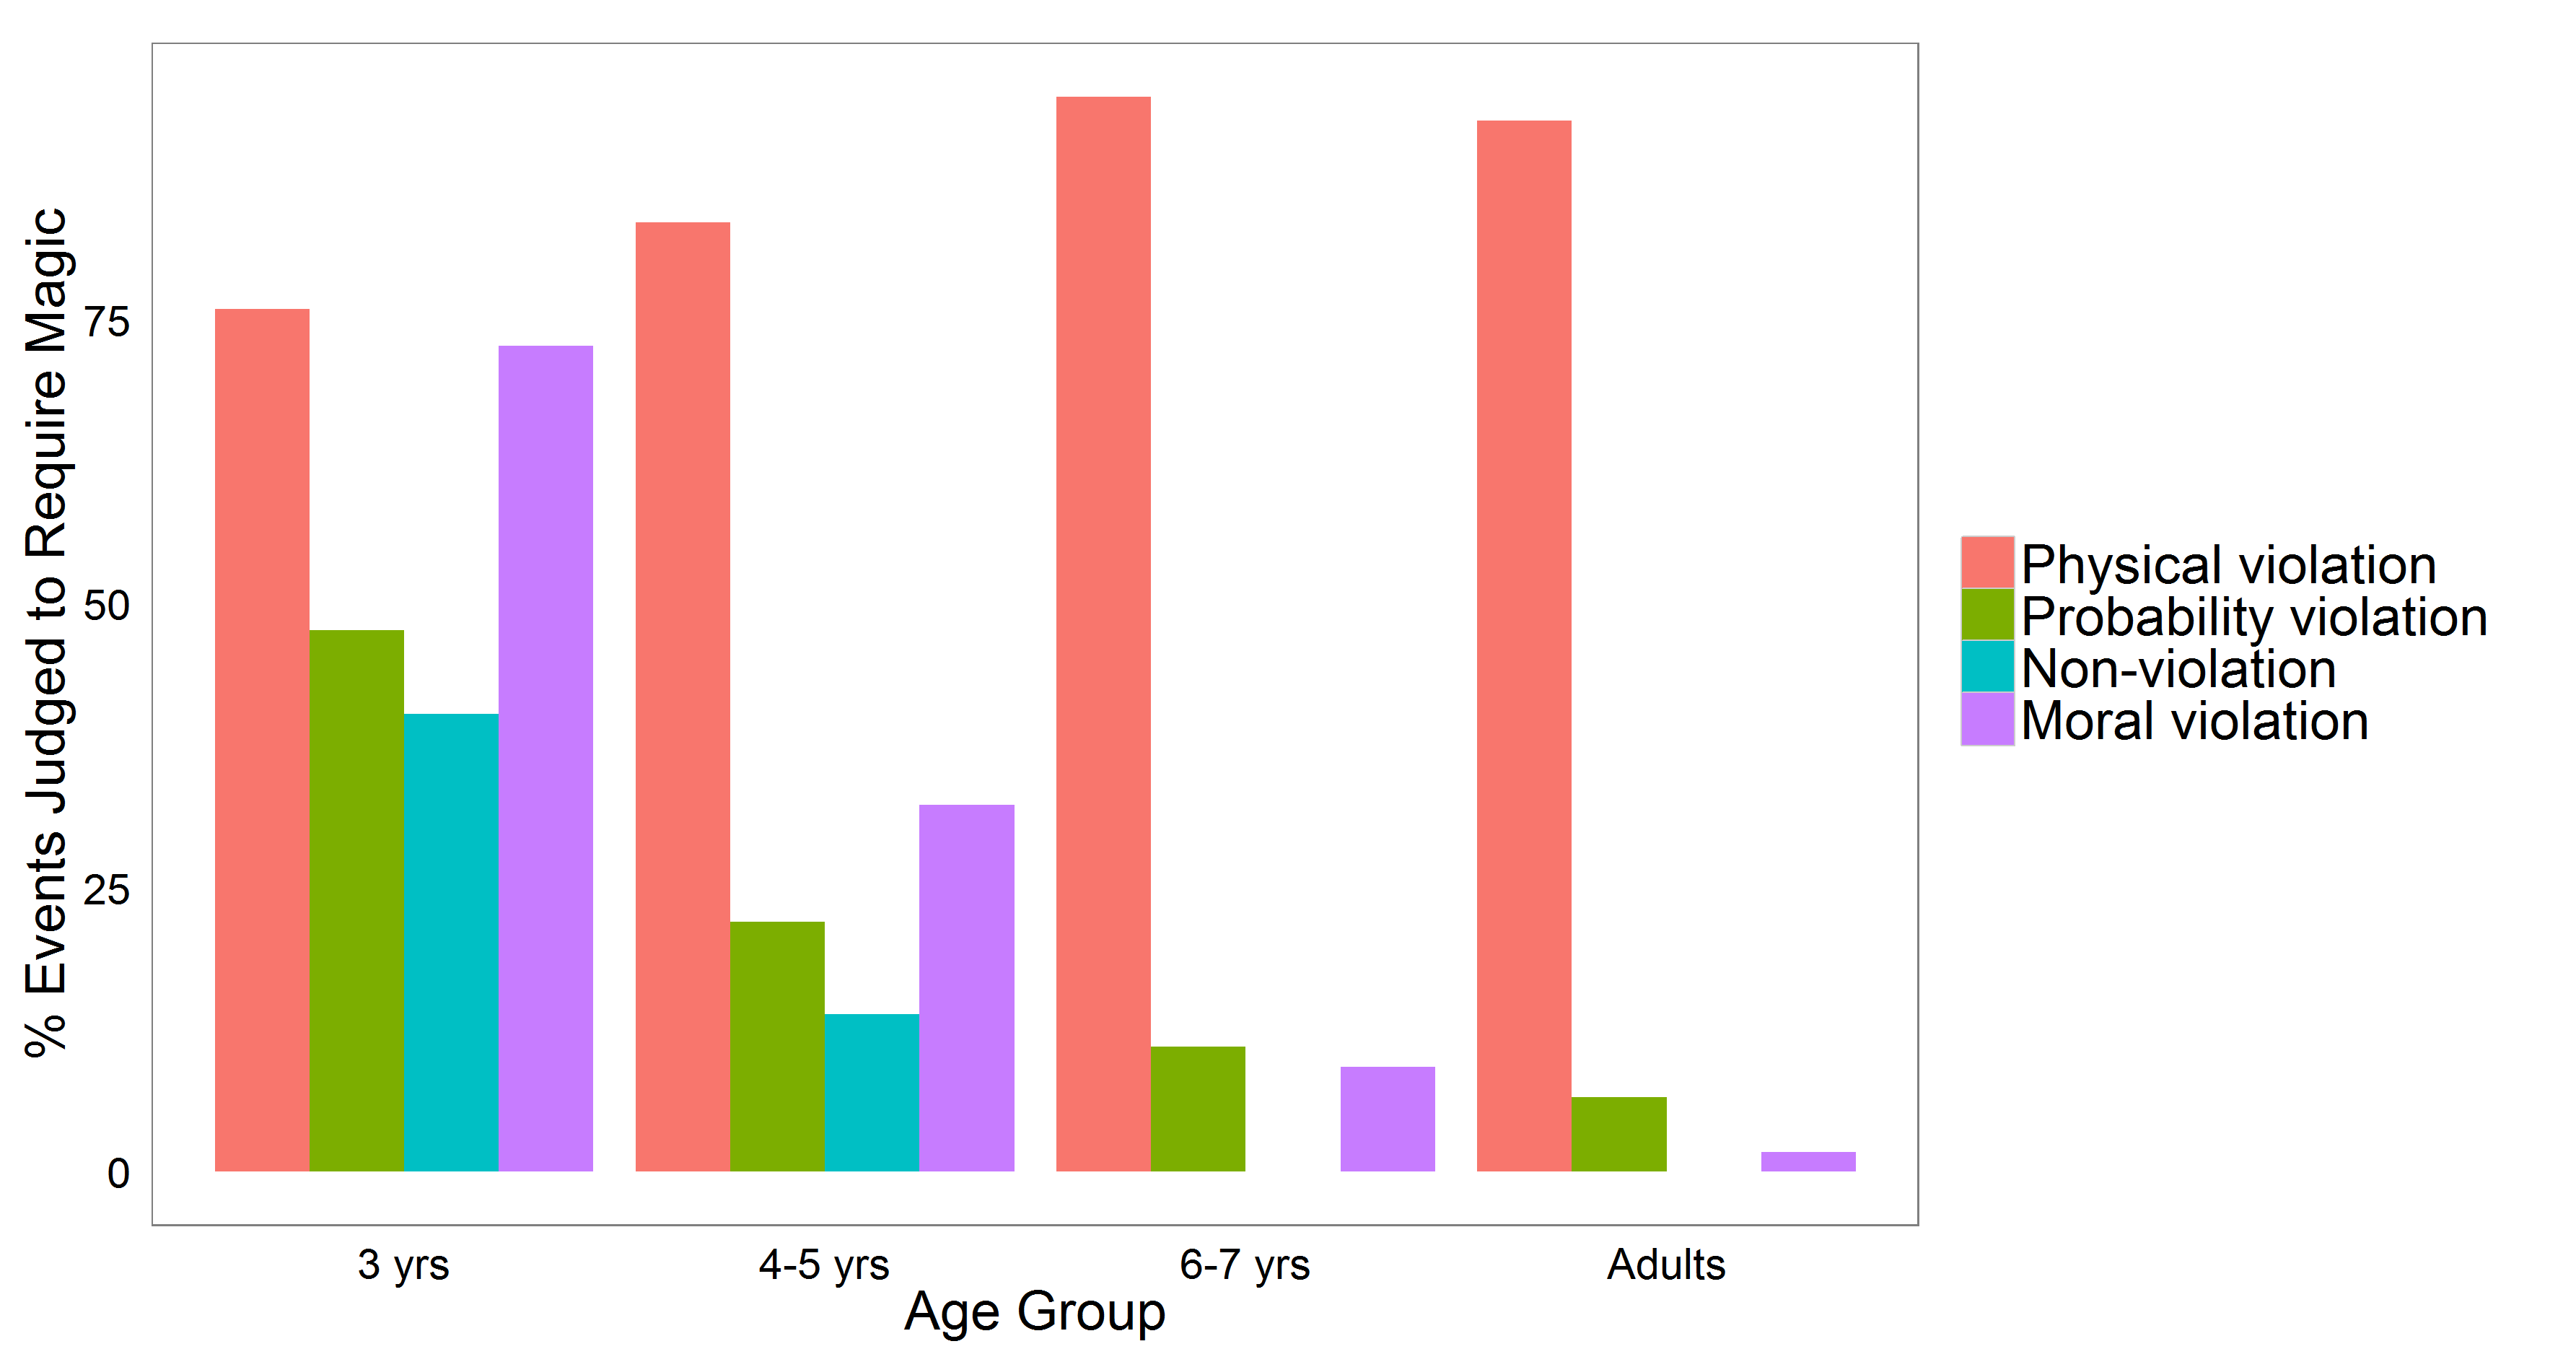 % Events Judged to Require Magic
75
50
25
0
3 yrs
4-5 yrs
6-7 yrs
Adults
Age Group
Physical violation
Probability violation
Non-violation
Moral violation